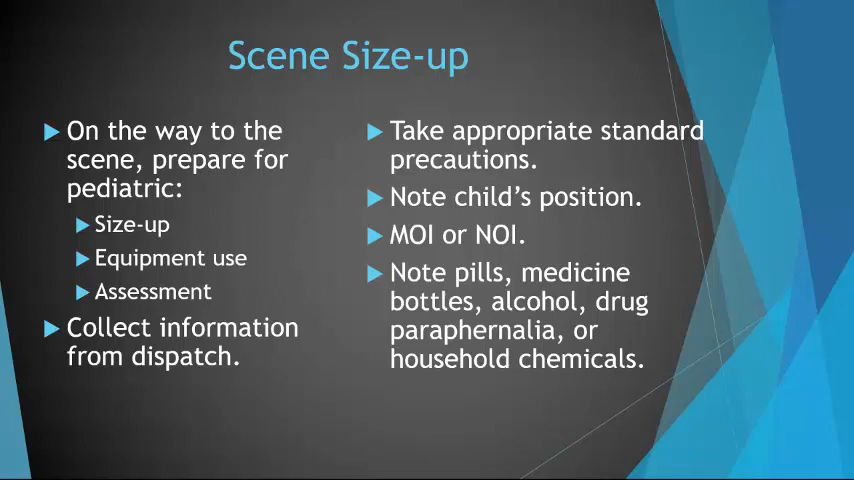 Scene Size-up
On the way to the
scene, prepare for
pediatric:
Size-up
Equipment use
Assessment
Collect information
from dispatch.
Take appropriate standard
precautions.
Note child's position.
MOI or NOI.
Note pills, medicine
bottles, alcohol, drug
paraphernalia, or
household chemicals.